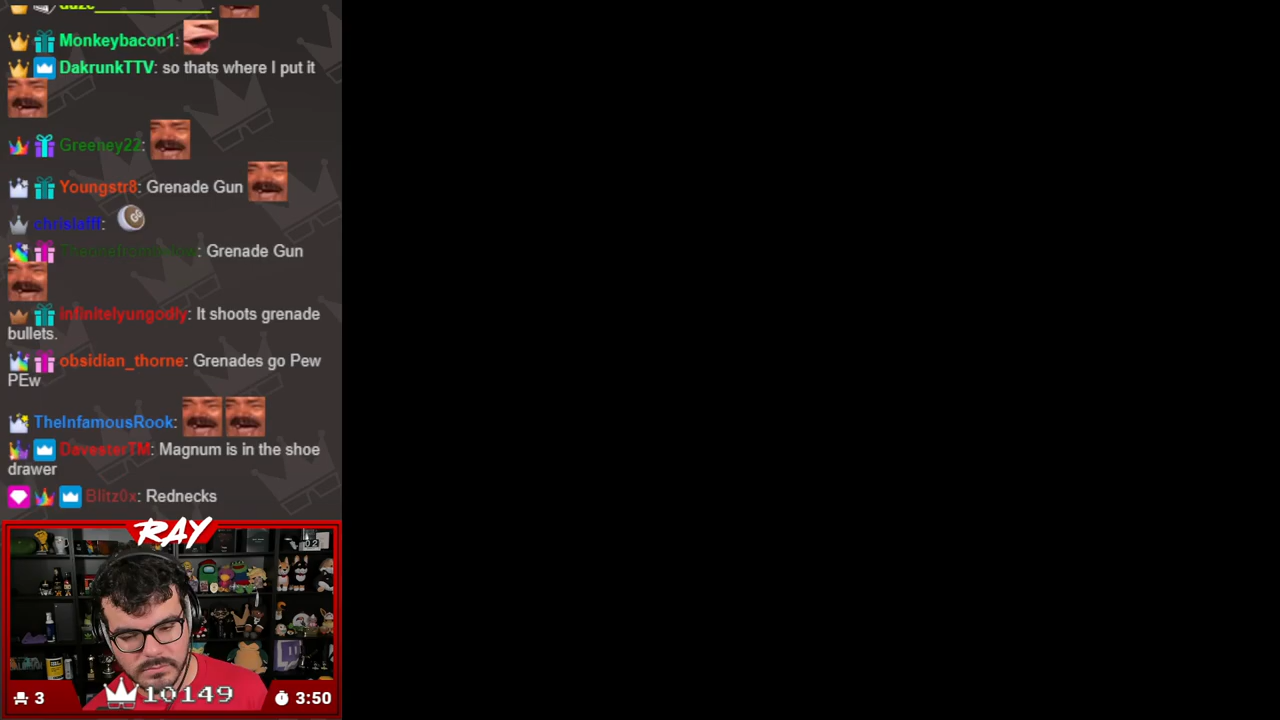 Monkeybacon1:
DakrunkTTV: so thats where I put it
Greeney22:
Youngstr8: Grenade Gun
chrislafff:
: Grenade Gun
infinitelyungodly: It shoots grenade
bullets.
obsidian_thorne: Grenades go Pew
PEw
TheInfamousRook:
DavesterTM: Magnum is in the shoe
drawer
Blitz0x: Rednecks
RAY
3
10149
3:50